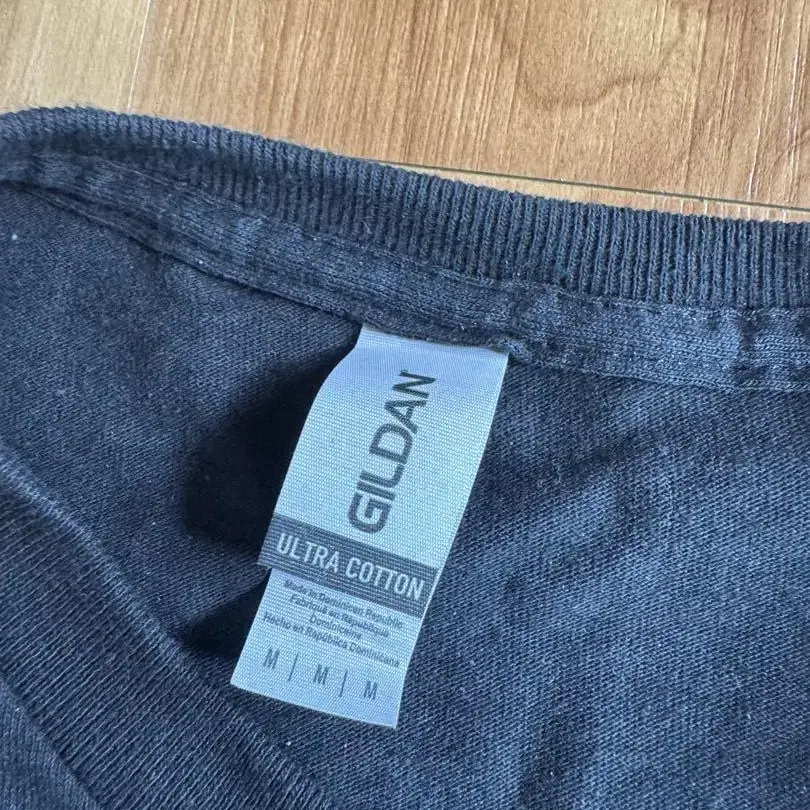 GILDAN
ULTRA COTTON
Made in Dominican Republic
Fabriqué en République
Dominicaine
Hecho en República Dominicana
M | M | M